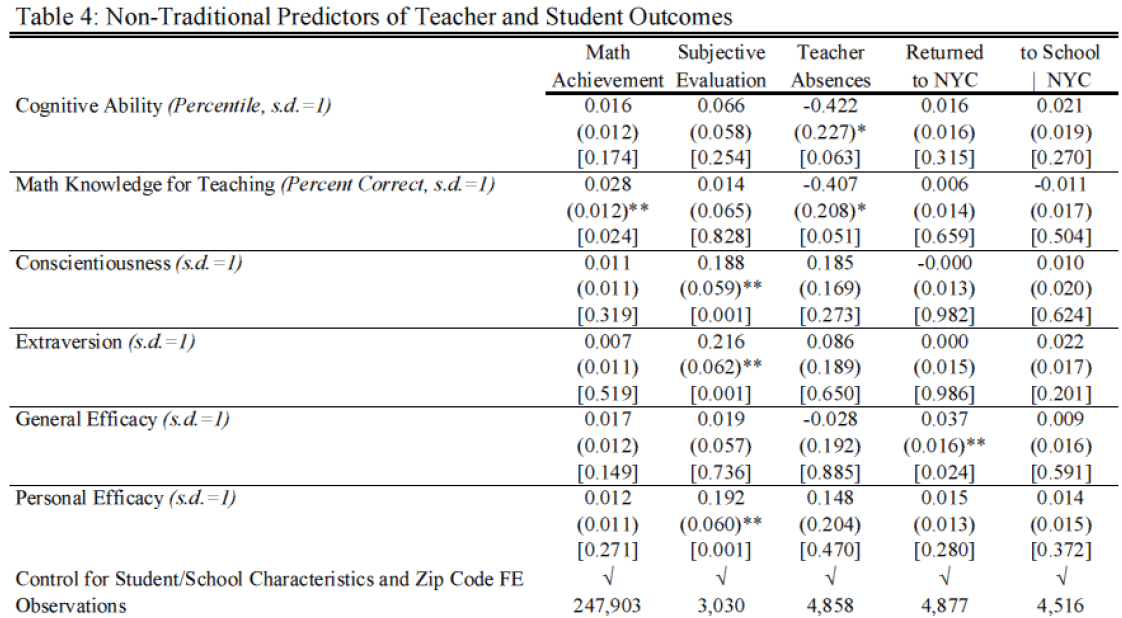 Table 4: Non-Traditional Predictors of Teacher and Student Outcomes
Math Subjective Teacher Returned to School
Achievement Evaluation Absences to NYC | NYC
Cognitive Ability (Percentile, s.d.=1) 0.016 0.066 -0.422 0.016 0.021
(0.012) (0.058) (0.227)* (0.016) (0.019)
[0.174] [0.254] [0.063] [0.315] [0.270]
Math Knowledge for Teaching (Percent Correct, s.d.=1) 0.028 0.014 -0.407 0.006 -0.011
(0.012)** (0.065) (0.208)* (0.014) (0.017)
[0.024] [0.828] [0.051] [0.659] [0.504]
Conscientiousness (s.d.=1) 0.011 0.188 0.185 -0.000 0.010
(0.011) (0.059)** (0.169) (0.013) (0.020)
[0.319] [0.001] [0.273] [0.982] [0.624]
Extraversion (s.d.=1) 0.007 0.216 0.086 0.000 0.022
(0.011) (0.062)** (0.189) (0.015) (0.017)
[0.519] [0.001] [0.650] [0.986] [0.201]
General Efficacy (s.d.=1) 0.017 0.019 -0.028 0.037 0.009
(0.012) (0.057) (0.192) (0.016)** (0.016)
[0.149] [0.736] [0.885] [0.024] [0.591]
Personal Efficacy (s.d.=1) 0.012 0.192 0.148 0.015 0.014
(0.011) (0.060)** (0.204) (0.013) (0.015)
[0.271] [0.001] [0.470] [0.280] [0.372]
Control for Student/School Characteristics and Zip Code FE √ √ √ √ √
Observations 247,903 3,030 4,858 4,877 4,516